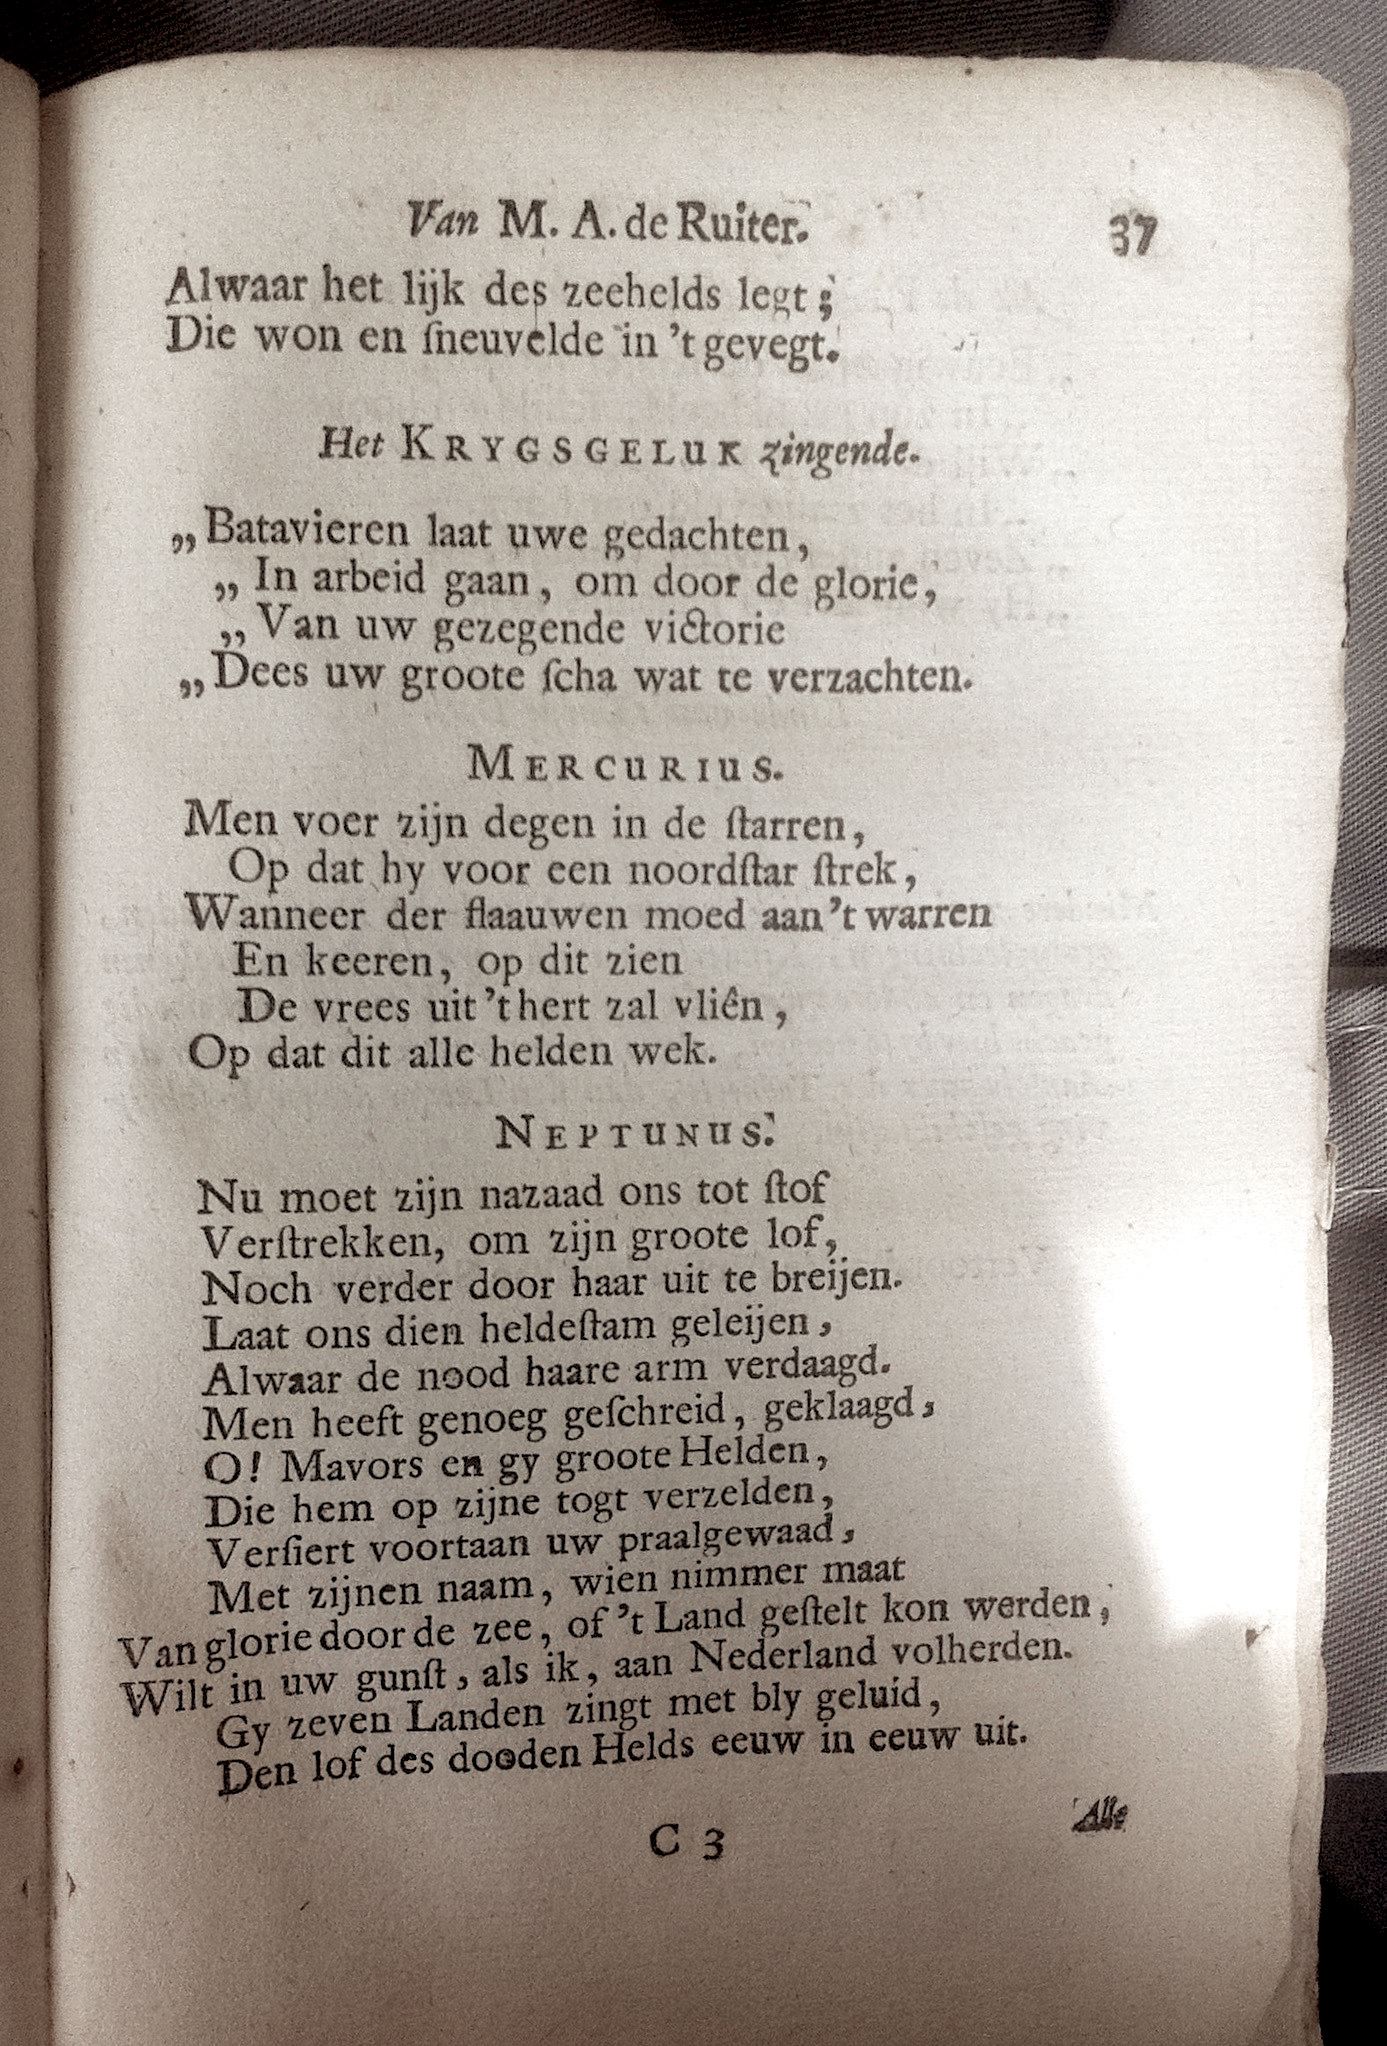 Van M. A. de Ruiter. 37
Alwaar het lijk des zeehelds legt;
Die won en ſneuvelde in 't gevegt.
Het KRYGSGELUK zingende.
„Batavieren laat uwe gedachten,
„ In arbeid gaan, om door de glorie,
„ Van uw gezegende victorie
„Dees uw groote ſcha wat te verzachten.
MERCURIUS.
Men voer zijn degen in de ſtarren,
Op dat hy voor een noordſtar ſtrek,
Wanneer der flaauwen moed aan 't warren
En keeren, op dit zien
De vrees uit 't hert zal vliên,
Op dat dit alle helden wek.
NEPTUNUS.
Nu moet zijn nazaad ons tot ſtof
Verſtrekken, om zijn groote lof,
Noch verder door haar uit te breijen.
Laat ons dien heldeſtam geleijen,
Alwaar de nood haare arm verdaagd.
Men heeft genoeg geſchreid, geklaagd,
O! Mavors en gy groote Helden,
Die hem op zijne togt verzelden,
Verſiert voortaan uw praalgewaad,
Met zijnen naam, wien nimmer maat
Van glorie door de zee, of 't Land geſtelt kon werden,
Wilt in uw gunſt, als ik, aan Nederland volherden.
Gy zeven Landen zingt met bly geluid,
Den lof des dooden Helds eeuw in eeuw uit.
C 3 Alle